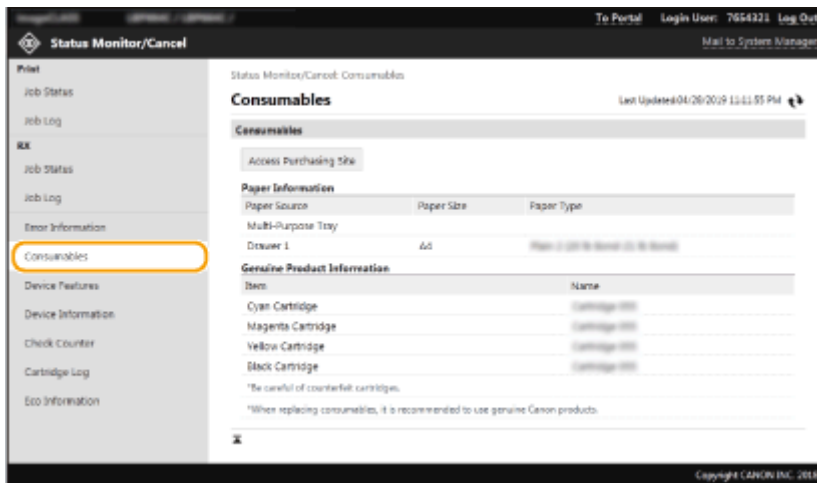 To Portal Login User: 7654321 Log Out
Status Monitor/Cancel
Mail to System Manager
Print
Job Status
Job Log
RX
Job Status
Job Log
Error Information
Consumables
Device Features
Device Information
Check Counter
Cartridge Log
Eco Information
Status Monitor/Cancel: Consumables
Consumables
Last Updated:04/28/2019 11:11:55 PM
Consumables
Access Purchasing Site
Paper Information
Paper Source Paper Size Paper Type
Multi-Purpose Tray
Drawer 1 A4
Genuine Product Information
Item Name
Cyan Cartridge
Magenta Cartridge
Yellow Cartridge
Black Cartridge
*Be careful of counterfeit cartridges.
*When replacing consumables, it is recommended to use genuine Canon products.
Copyright CANON INC. 2018